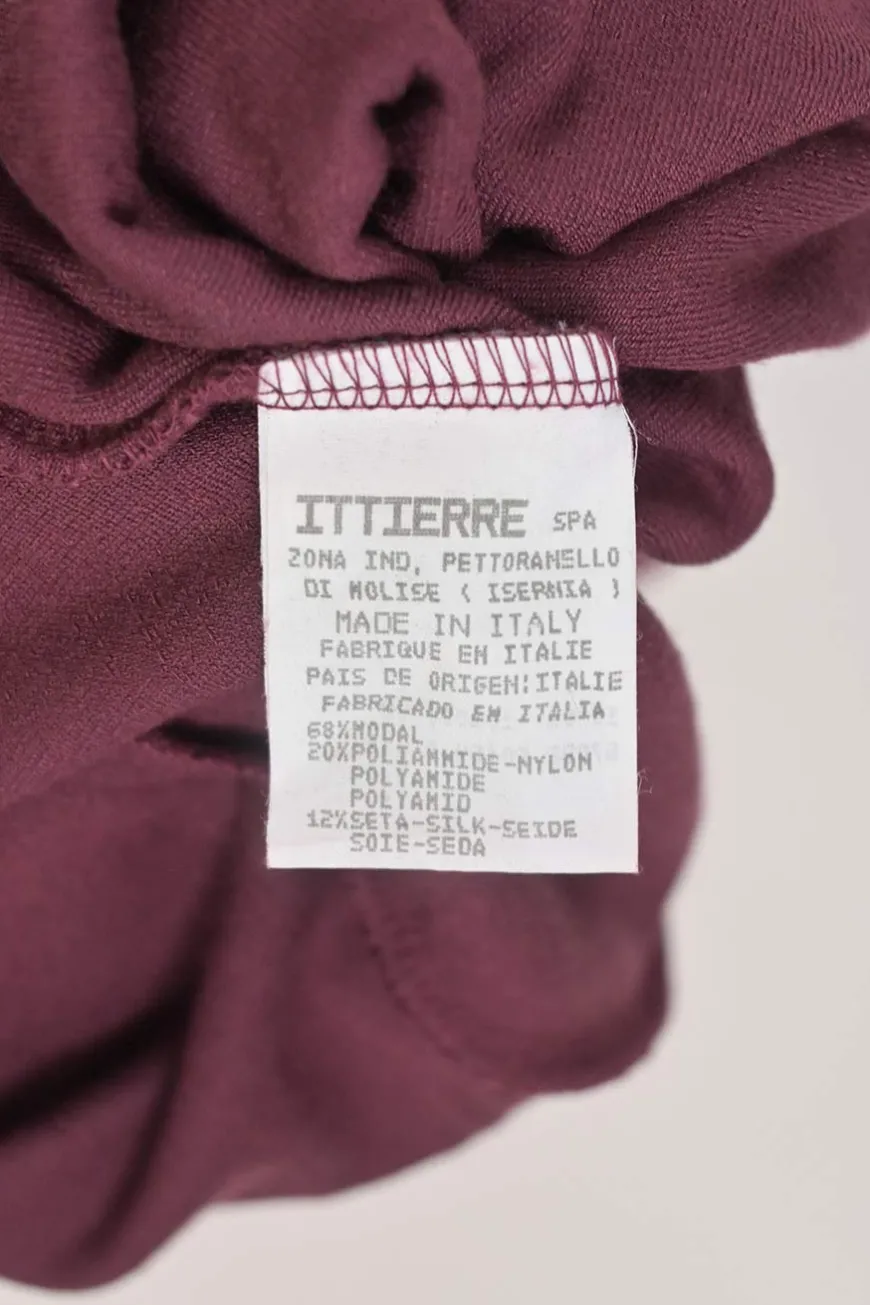 ITTIERRE SPA
ZONA IND, PETTORANELLO
DI MOLISE ( ISERNIA )
MADE IN ITALY
FABRIQUE EN ITALIE
PAIS DE ORIGEN:ITALIE
FABRICADO EN ITALIA
68%MODAL
20%POLIAMMIDE-NYLON
POLYAMIDE
POLYAMID
12%SETA-SILK-SEIDE
SOIE-SEDA